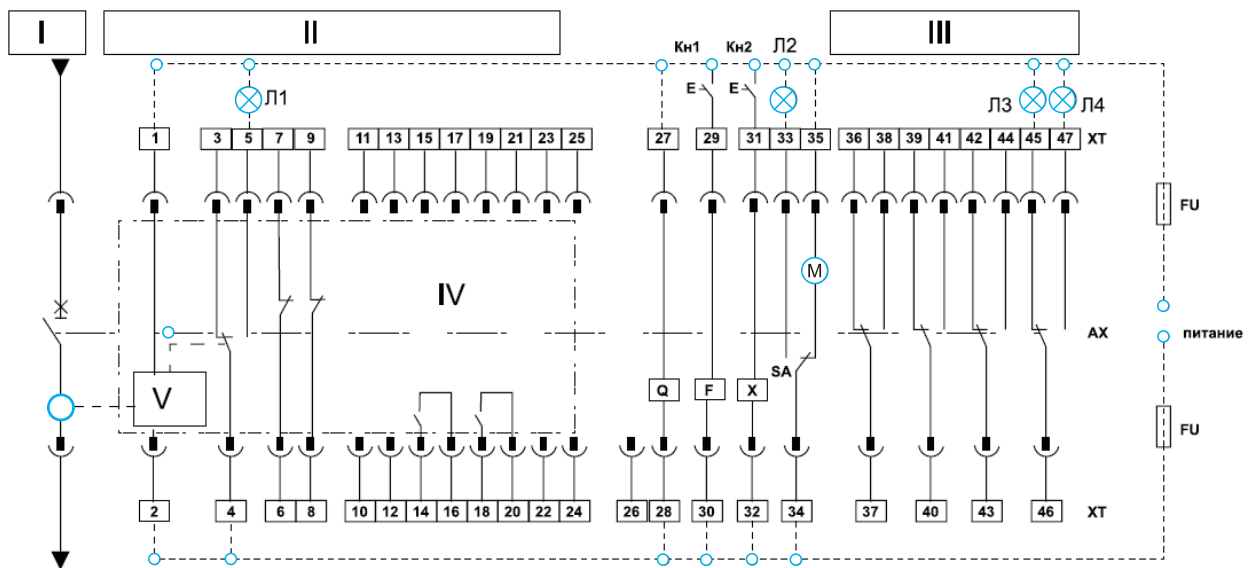 I II III
Кн1 Кн2 Л2
E E
Л1 Л3 Л4
1 3 5 7 9 11 13 15 17 19 21 23 25 27 29 31 33 35 36 38 39 41 42 44 45 47 XT
FU
M
IV
AX питание
SA
V Q F X
FU
2 4 6 8 10 12 14 16 18 20 22 24 26 28 30 32 34 37 40 43 46 XT